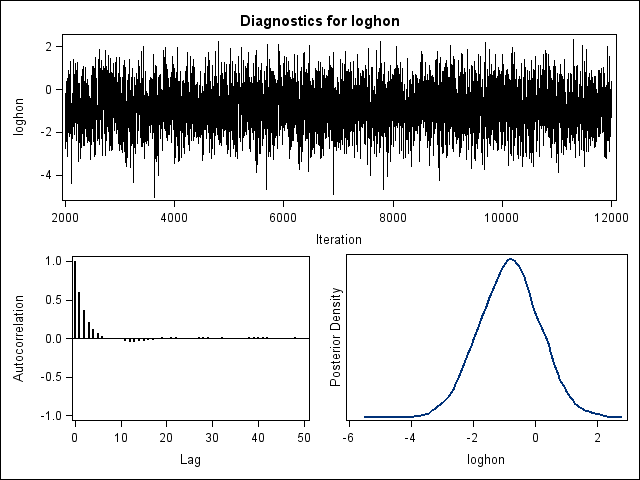 Diagnostics for loghon
loghon
2
0
-2
-4
2000 4000 6000 8000 10000 12000
Iteration
Autocorrelation
1.0
0.5
0.0
-0.5
-1.0
0 10 20 30 40 50
Lag
Posterior Density
-6 -4 -2 0 2
loghon